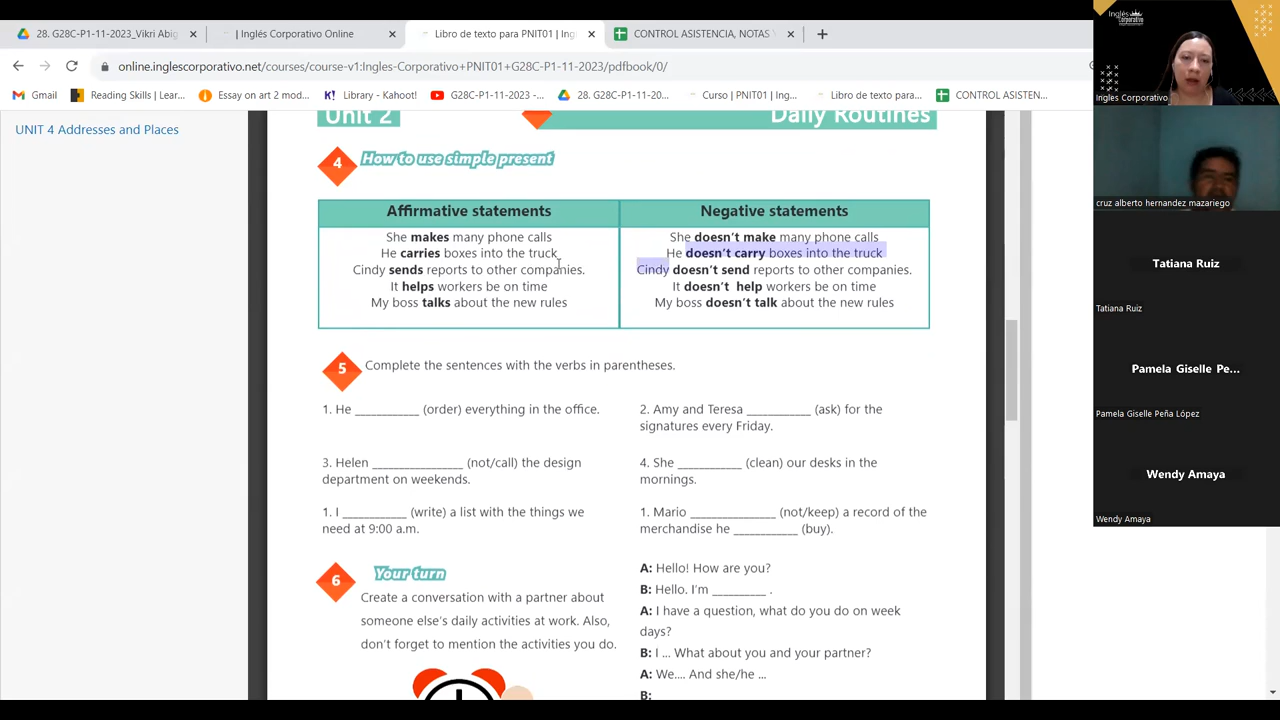 28. G28C-P1-11-2023_Vikri Abig
| Inglés Corporativo Online
Libro de texto para PNIT01 | Ing
CONTROL ASISTENCIA, NOTAS
online.inglescorporativo.net/courses/course-v1:Ingles-Corporativo+PNIT01+G28C-P1-11-2023/pdfbook/0/
Gmail
Reading Skills | Lear...
Essay on art 2 mod...
Library - Kahoot!
G28C-P1-11-2023 -...
28. G28C-P1-11-20...
Curso | PNIT01 | Ing...
Libro de texto para...
CONTROL ASISTEN...
UNIT 4 Addresses and Places
Unit 2
Daily Routines
4
How to use simple present
Affirmative statements
She makes many phone calls
He carries boxes into the truck
Cindy sends reports to other companies.
It helps workers be on time
My boss talks about the new rules
Negative statements
She doesn't make many phone calls
He doesn't carry boxes into the truck
Cindy doesn't send reports to other companies.
It doesn't help workers be on time
My boss doesn't talk about the new rules
5
Complete the sentences with the verbs in parentheses.
1. He ___________ (order) everything in the office.
2. Amy and Teresa ___________ (ask) for the
signatures every Friday.
3. Helen ________________ (not/call) the design
department on weekends.
4. She ___________ (clean) our desks in the
mornings.
1. I ___________ (write) a list with the things we
need at 9:00 a.m.
1. Mario _______________ (not/keep) a record of the
merchandise he ___________ (buy).
6
Your turn
Create a conversation with a partner about
someone else's daily activities at work. Also,
don't forget to mention the activities you do.
A: Hello! How are you?
B: Hello. I'm _________ .
A: I have a question, what do you do on week
days?
B: I ... What about you and your partner?
A: We.... And she/he ...
B:
Inglés
Corporativo
Ingles Corporativo
cruz alberto hernandez mazariego
Tatiana Ruiz
Tatiana Ruiz
Pamela Giselle Pe...
Pamela Giselle Peña López
Wendy Amaya
Wendy Amaya